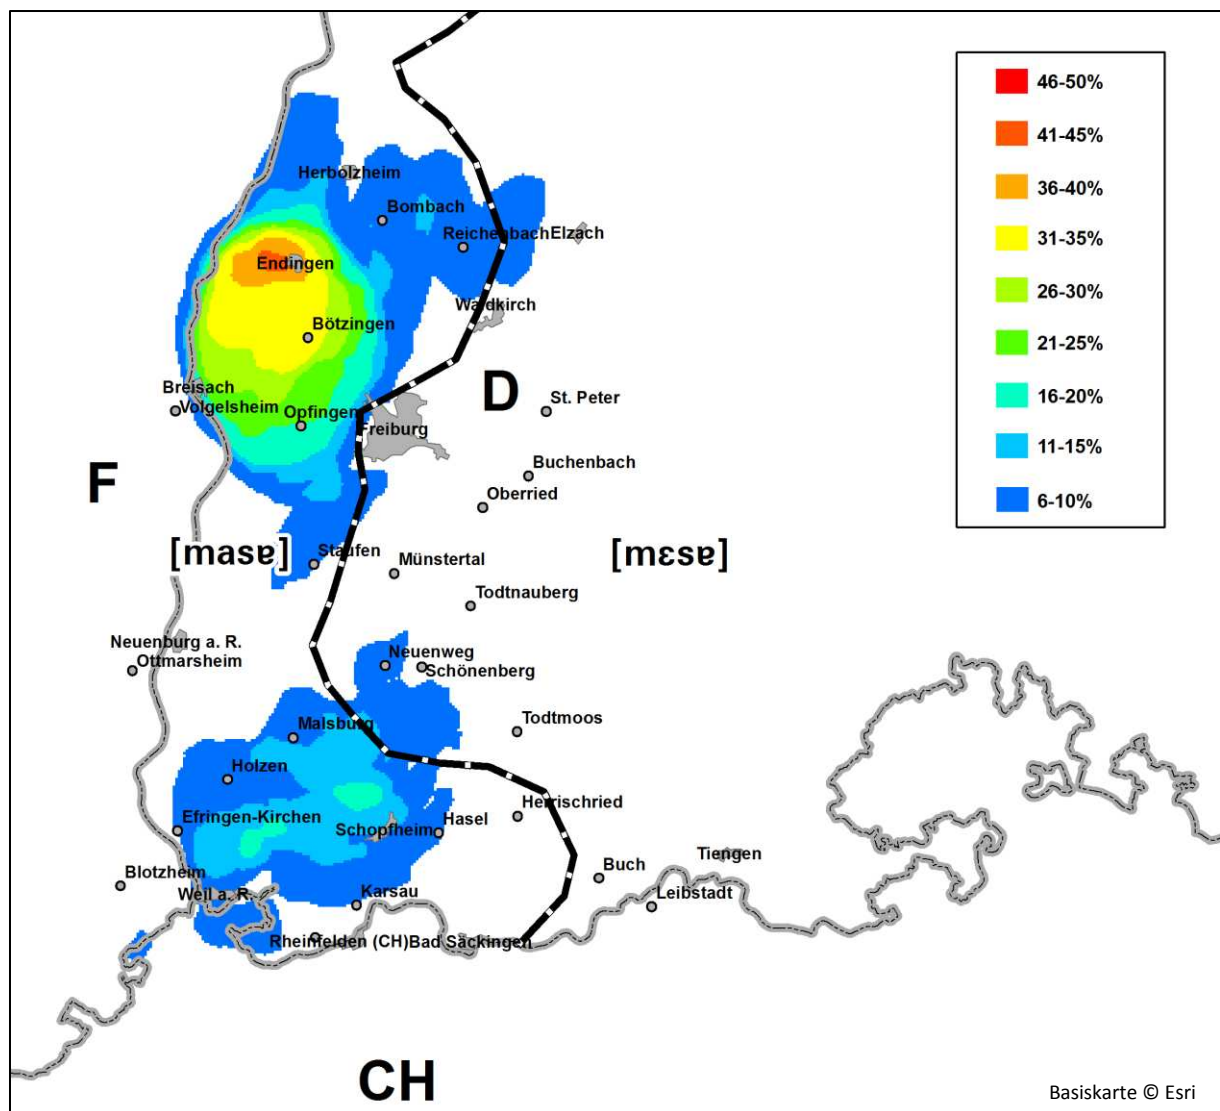 46-50%
41-45%
36-40%
31-35%
26-30%
21-25%
16-20%
11-15%
6-10%
Herbolzheim
Bombach
Reichenbach
Elzach
Endingen
Waldkirch
Bötzingen
Breisach
D
St. Peter
Volgelsheim
Opfingen
Freiburg
Buchenbach
F
Oberried
[masɐ]
Staufen
Münstertal
[mɛsɐ]
Todtnauberg
Neuenburg a. R.
Ottmarsheim
Neuenweg
Schönenberg
Malsburg
Todtmoos
Holzen
Efringen-Kirchen
Schopfheim
Hasel
Herrischried
Blotzheim
Weil a. R.
Karsau
Buch
Tiengen
Leibstadt
Rheinfelden (CH)
Bad Säckingen
CH
Basiskarte © Esri